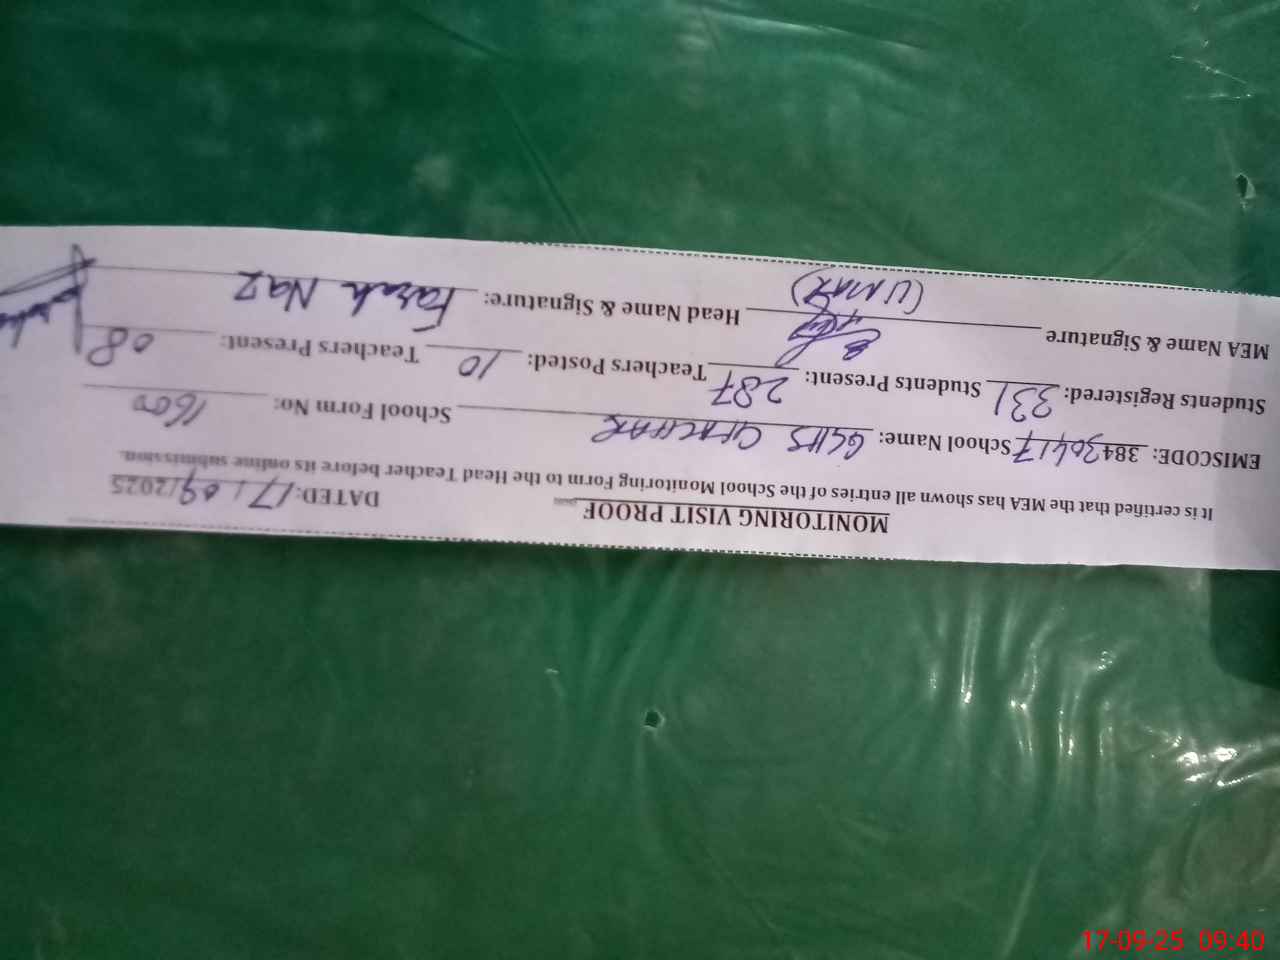 MONITORING VISIT PROOF
DATED: 17/09/2025
It is certified that the MEA has shown all entries of the School Monitoring Form to the Head Teacher before its online submission.
EMISCODE: 38430417 School Name: GGHS School Form No: 1600
Students Registered: 331 Students Present: 287 Teachers Posted: 10 Teachers Present: 08
MEA Name & Signature (UMAR) Head Name & Signature: Farah Naz
17-09-25 09:40